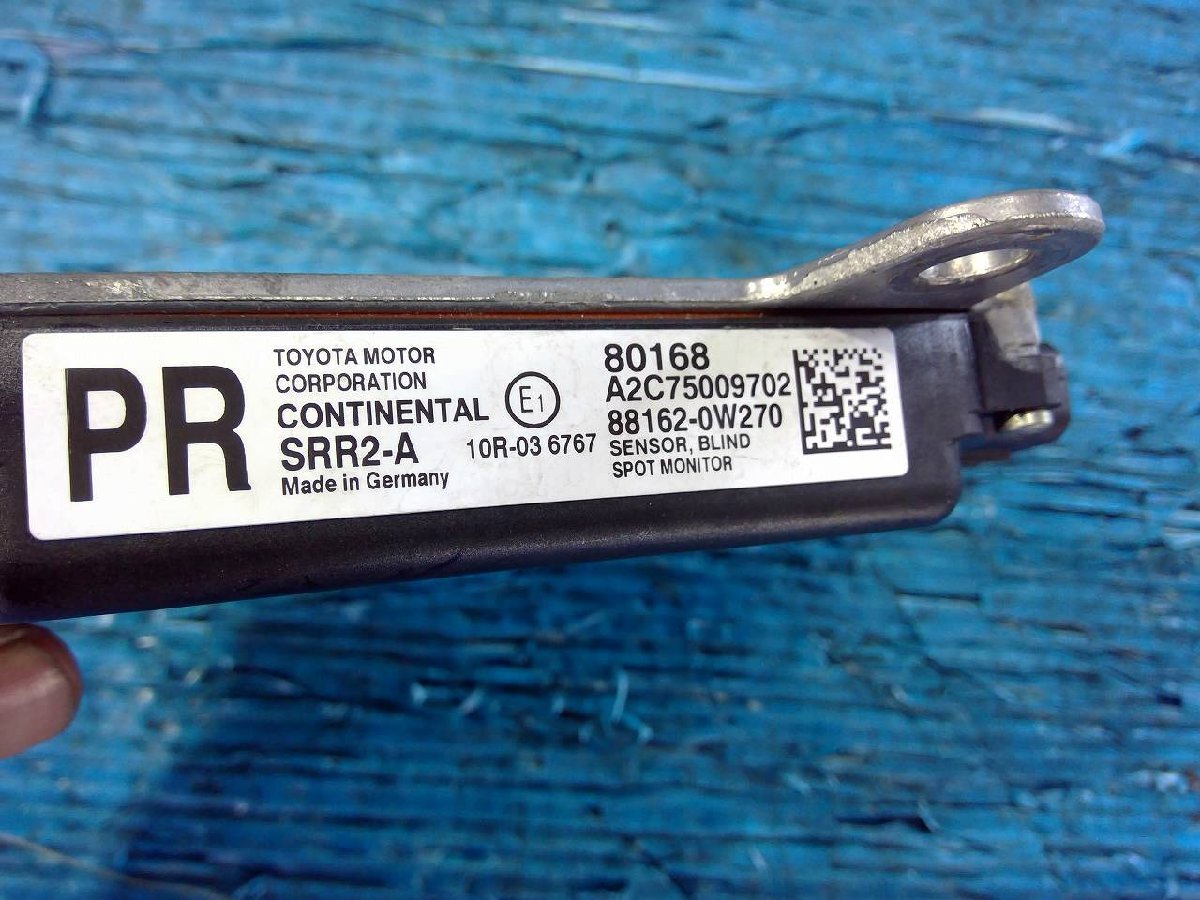 PR
TOYOTA MOTOR
CORPORATION
CONTINENTAL
SRR2-A
Made in Germany
E1
10R-03 6767
80168
A2C75009702
88162-0W270
SENSOR, BLIND
SPOT MONITOR